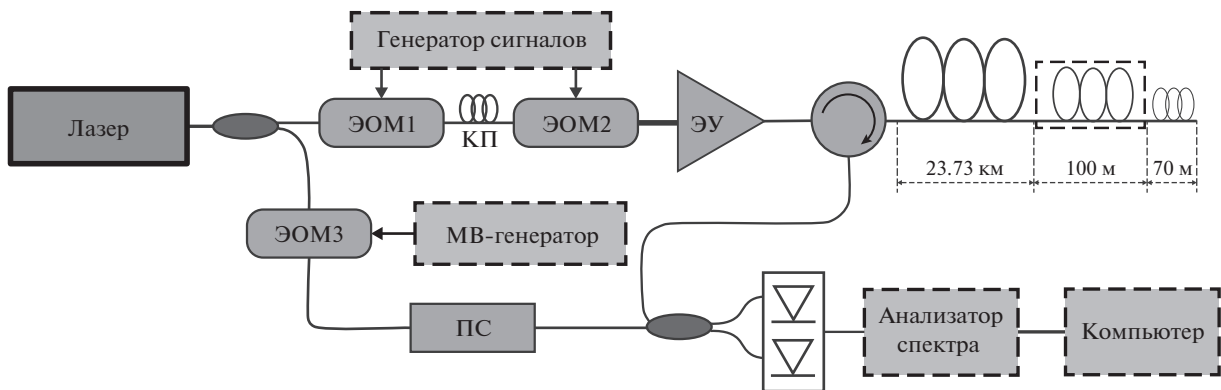 Генератор сигналов
Лазер
ЭОМ1
КП
ЭОМ2
ЭУ
23.73 км
100 м
70 м
ЭОМ3
МВ-генератор
ПС
Анализатор
спектра
Компьютер